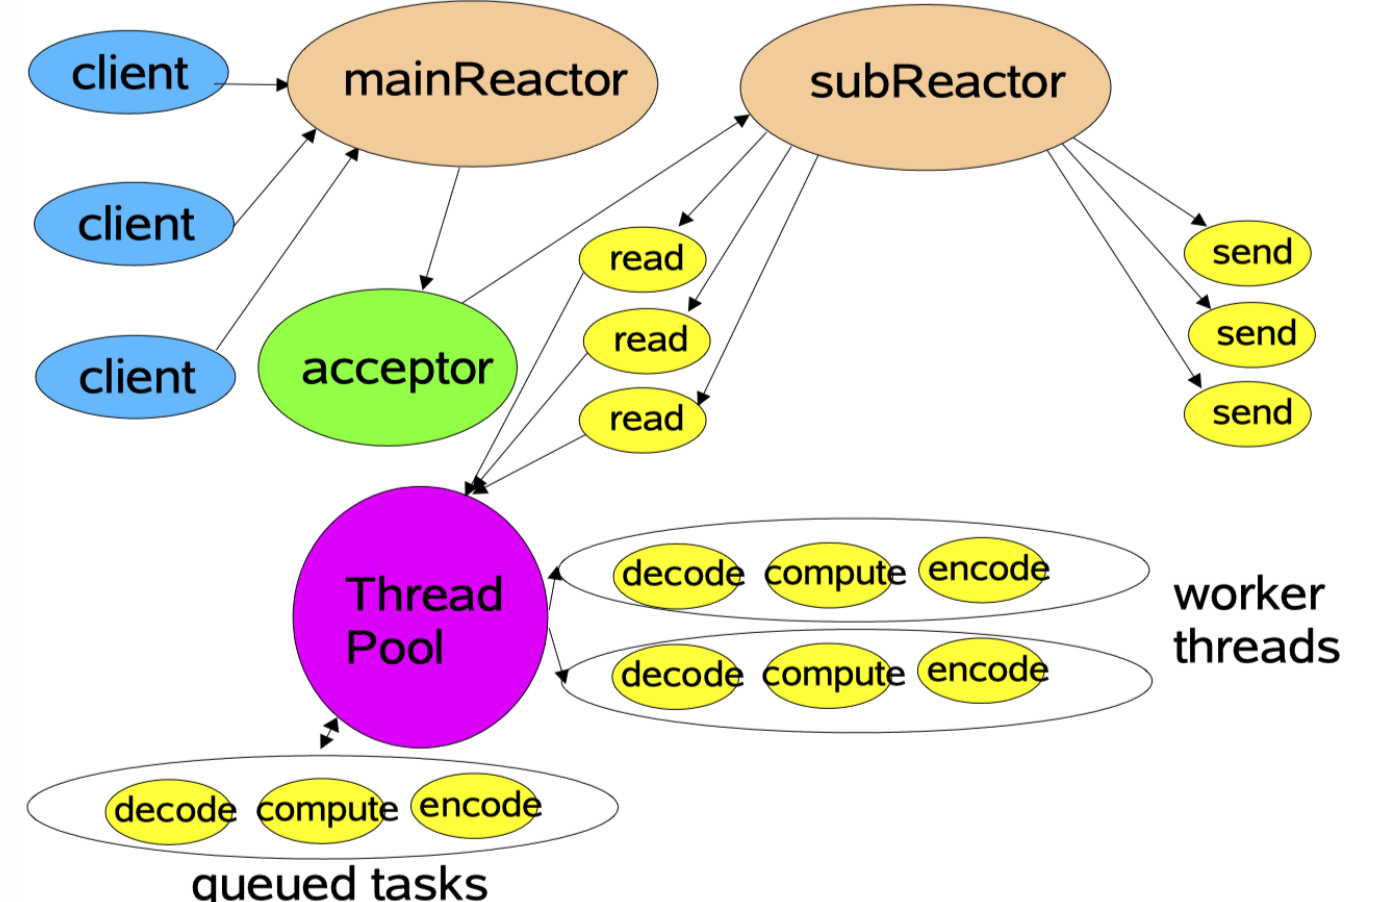 client
mainReactor
subReactor
client
client
acceptor
read
read
read
send
send
send
Thread
Pool
decode compute encode
decode compute encode
worker
threads
decode compute encode
queued tasks